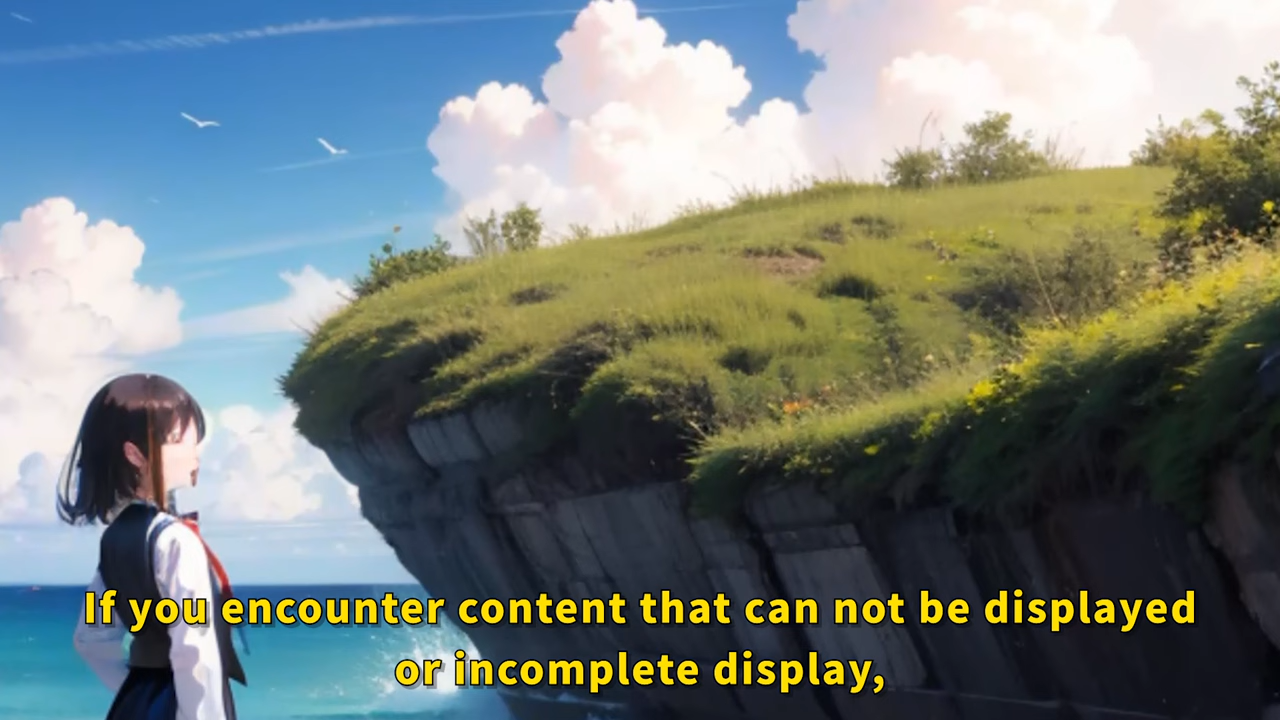 If you encounter content that can not be displayed
or incomplete display,